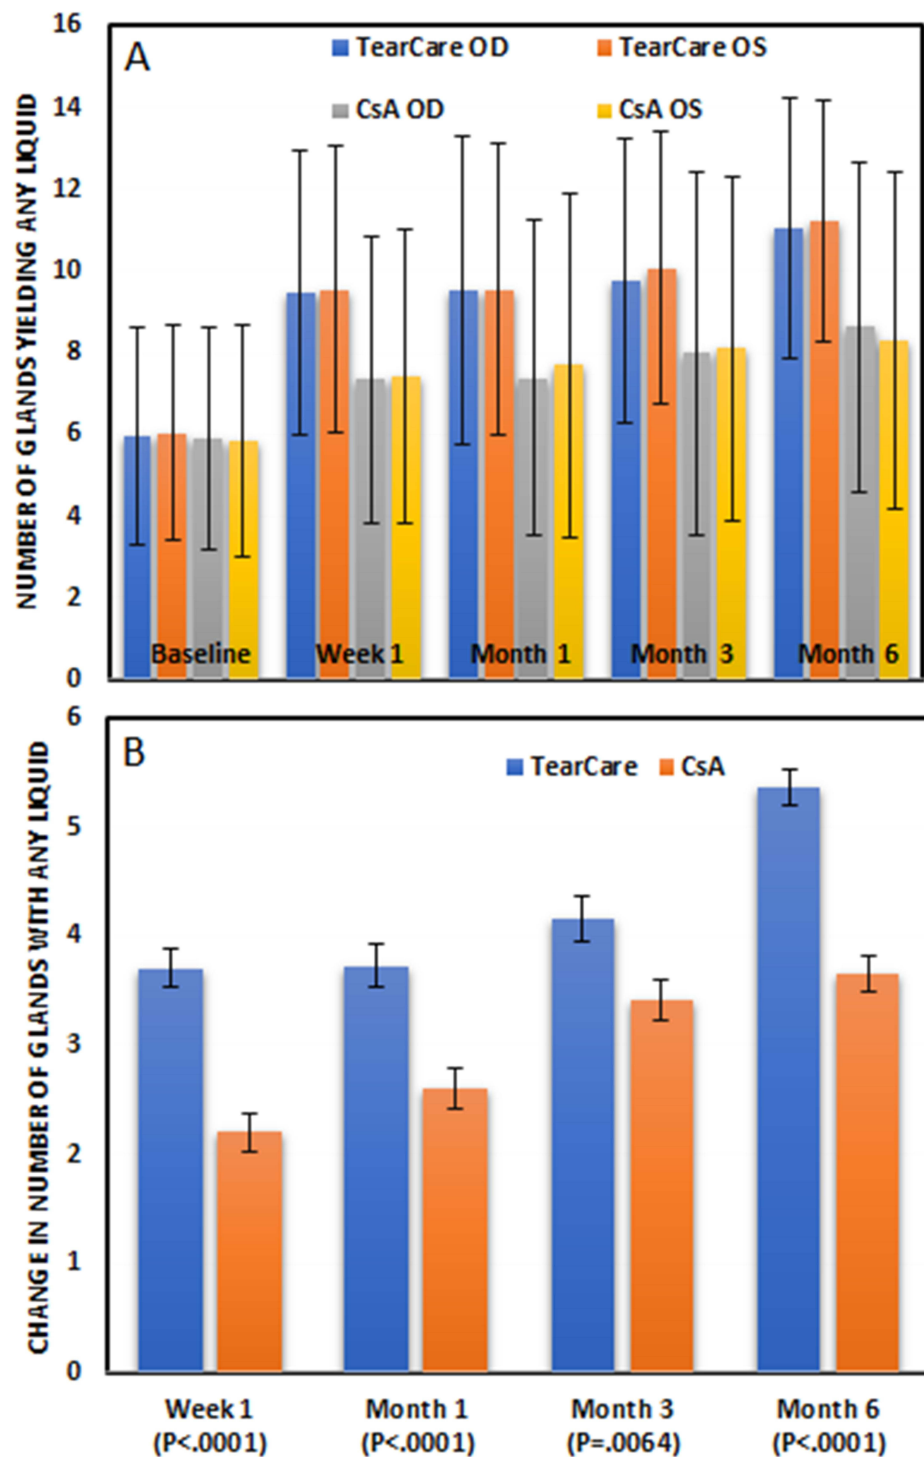 A
TearCare OD
TearCare OS
CsA OD
CsA OS
NUMBER OF GLANDS YIELDING ANY LIQUID
16
14
12
10
8
6
4
2
0
Baseline
Week 1
Month 1
Month 3
Month 6
B
TearCare
CsA
CHANGE IN NUMBER OF GLANDS WITH ANY LIQUID
6
5
4
3
2
1
0
Week 1
(P<.0001)
Month 1
(P<.0001)
Month 3
(P=.0064)
Month 6
(P<.0001)